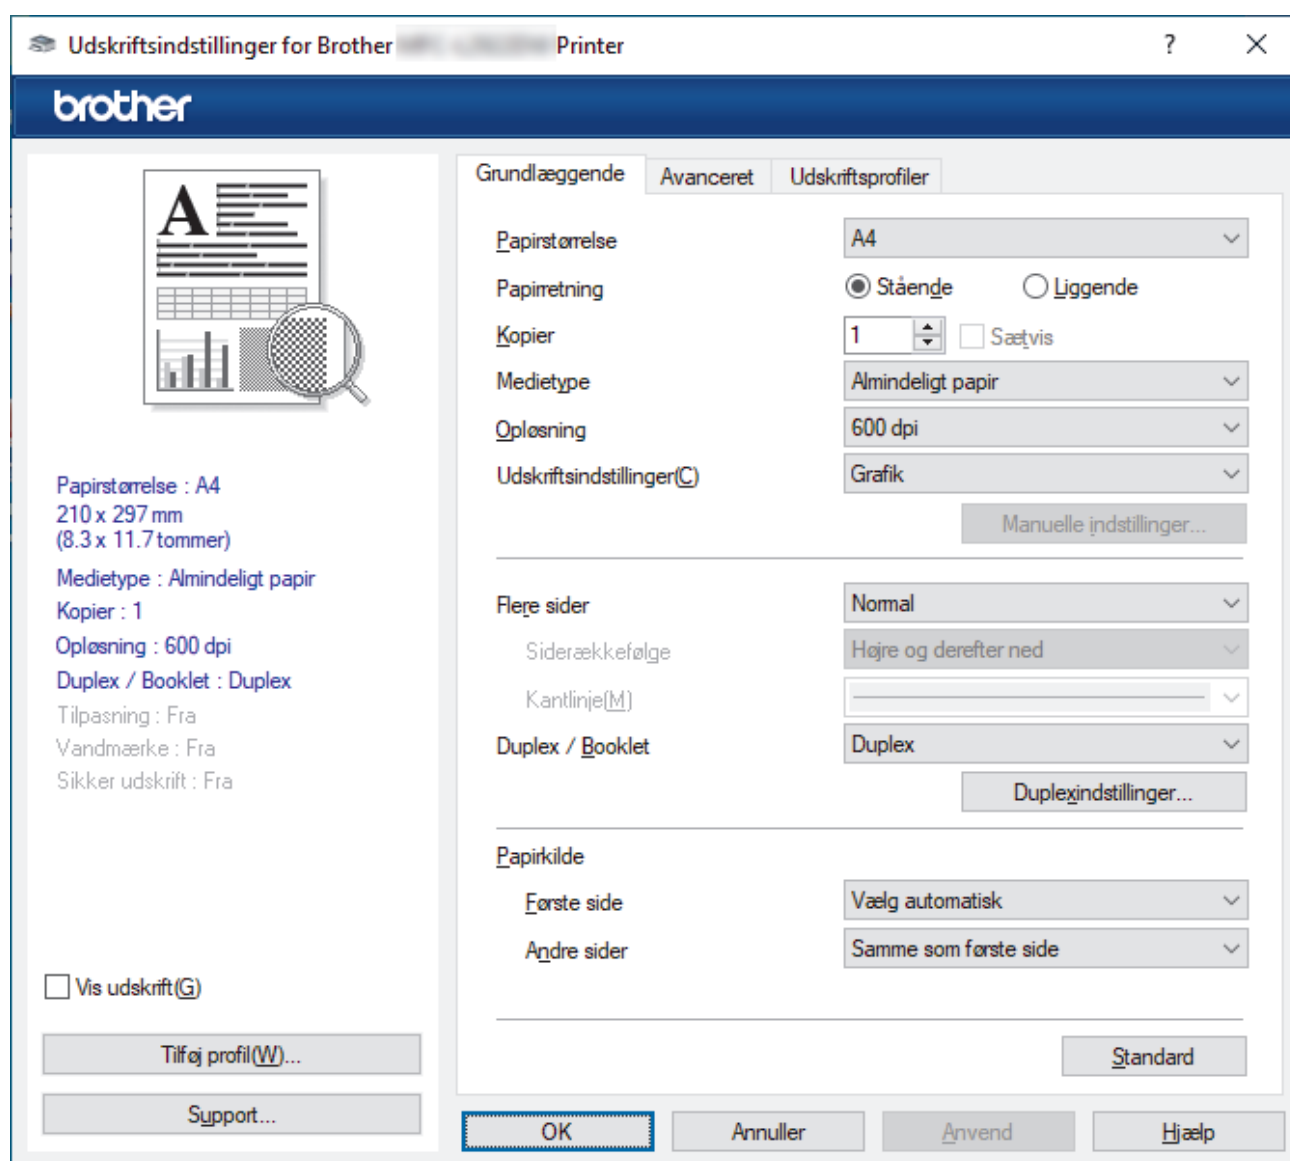 Udskriftsindstillinger for Brother Printer ?
brother
A
Papirstørrelse : A4
210 x 297 mm
(8.3 x 11.7 tommer)
Medietype : Almindeligt papir
Kopier : 1
Opløsning : 600 dpi
Duplex / Booklet : Duplex
Tilpasning : Fra
Vandmærke : Fra
Sikker udskrift : Fra
Vis udskrift(G)
Tilføj profil(W)...
Support...
Grundlæggende Avanceret Udskriftsprofiler
Papirstørrelse A4
Papirretning Stående Liggende
Kopier 1 Sætvis
Medietype Almindeligt papir
Opløsning 600 dpi
Udskriftsindstillinger(C) Grafik
Manuelle indstillinger...
Flere sider Normal
Siderækkefølge Højre og derefter ned
Kantlinje(M)
Duplex / Booklet Duplex
Duplexindstillinger...
Papirkilde
Første side Vælg automatisk
Andre sider Samme som første side
Standard
OK Annuller Anvend Hjælp